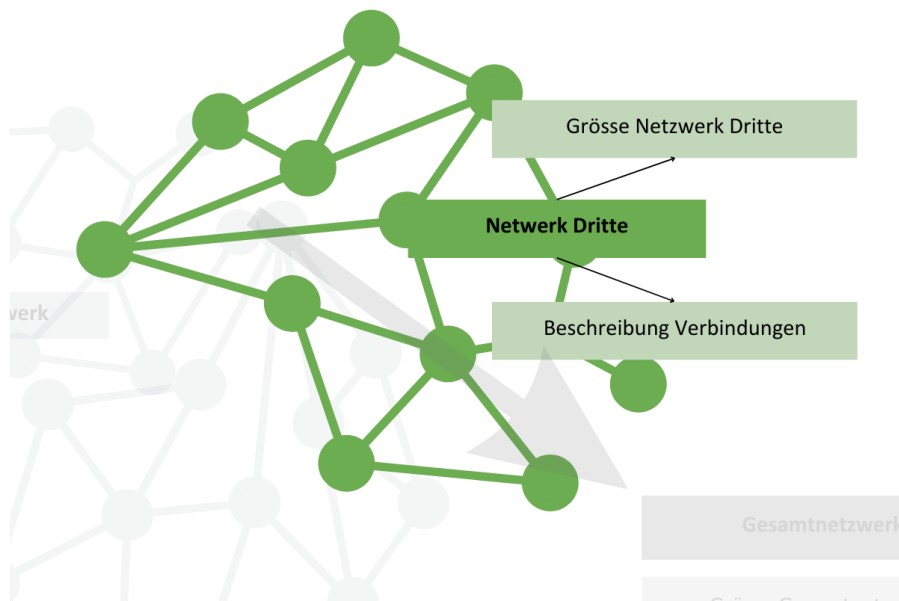 Grösse Netzwerk Dritte
Netwerk Dritte
werk
Beschreibung Verbindungen
Gesamtnetzwerk